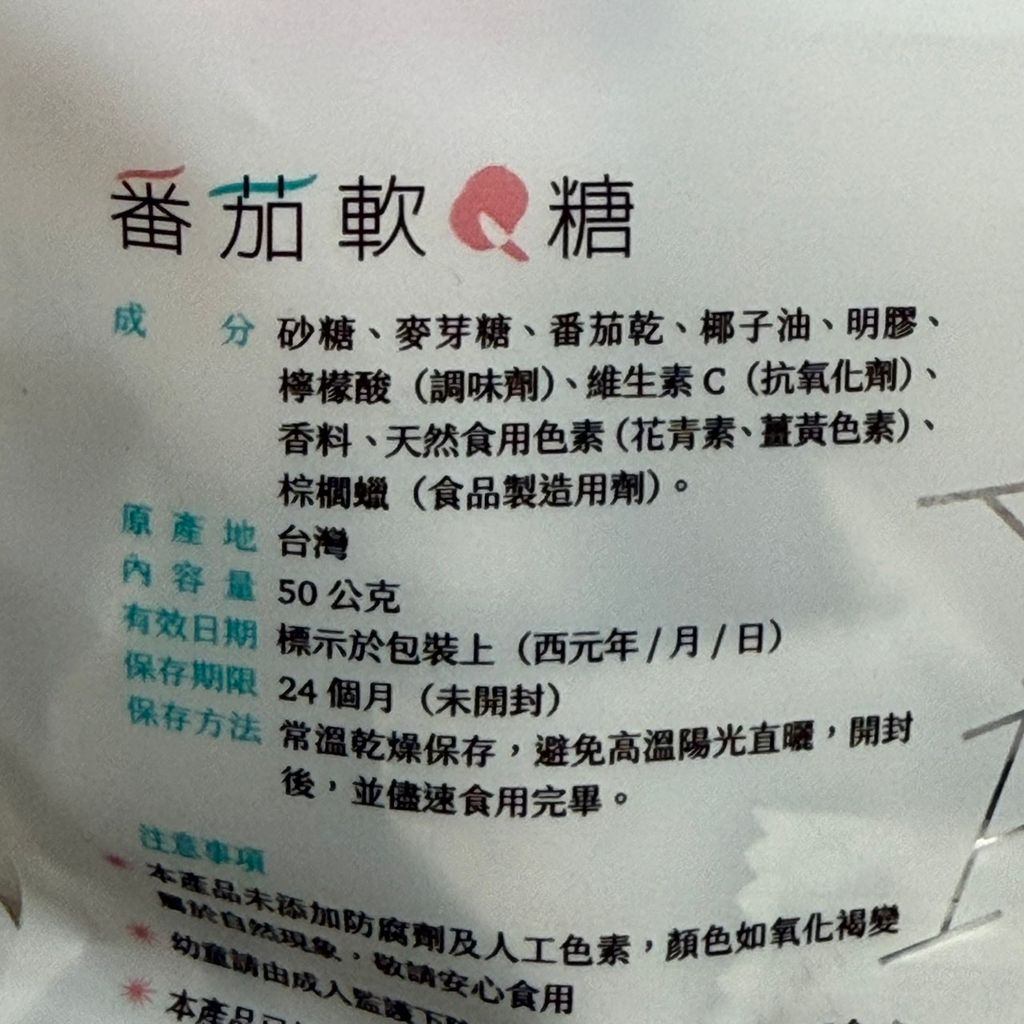 番茄軟Q糖
成分 砂糖、麥芽糖、番茄乾、椰子油、明膠、
檸檬酸（調味劑）、維生素C（抗氧化劑）、
香料、天然食用色素（花青素、薑黃色素）、
棕櫚蠟（食品製造用劑）。
原產地 台灣
內容量 50 公克
有效日期 標示於包裝上（西元年/月/日）
保存期限 24 個月（未開封）
保存方法 常溫乾燥保存，避免高溫陽光直曬，開封
後，並儘速食用完畢。
注意事項
本產品未添加防腐劑及人工色素，顏色如氧化褐變
屬於自然現象，敬請安心食用
幼童請由成人監護下
本產品已